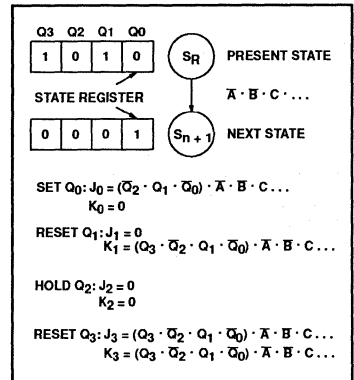 Q3 Q2 Q1 Q0
1 0 1 0
SR
PRESENT STATE
STATE REGISTER
A̅ · B̅ · C · ...
0 0 0 1
Sn + 1
NEXT STATE
SET Q0: J0 = (Q̅2 · Q1 · Q̅0) · A̅ · B̅ · C ...
K0 = 0
RESET Q1: J1 = 0
K1 = (Q3 · Q̅2 · Q1 · Q̅0) · A̅ · B̅ · C ...
HOLD Q2: J2 = 0
K2 = 0
RESET Q3: J3 = (Q3 · Q̅2 · Q1 · Q̅0) · A̅ · B̅ · C ...
K3 = (Q3 · Q̅2 · Q1 · Q̅0) · A̅ · B̅ · C ...